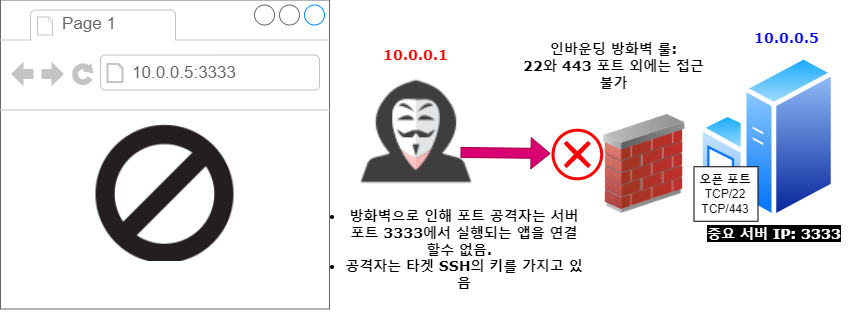 Page 1
10.0.0.5:3333
10.0.0.1
인바운딩 방화벽 룰:
22와 443 포트 외에는 접근
불가
10.0.0.5
오픈 포트
TCP/22
TCP/443
중요 서버 IP: 3333
• 방화벽으로 인해 포트 공격자는 서버
포트 3333에서 실행되는 앱을 연결
할수 없음.
• 공격자는 타겟 SSH의 키를 가지고 있
음